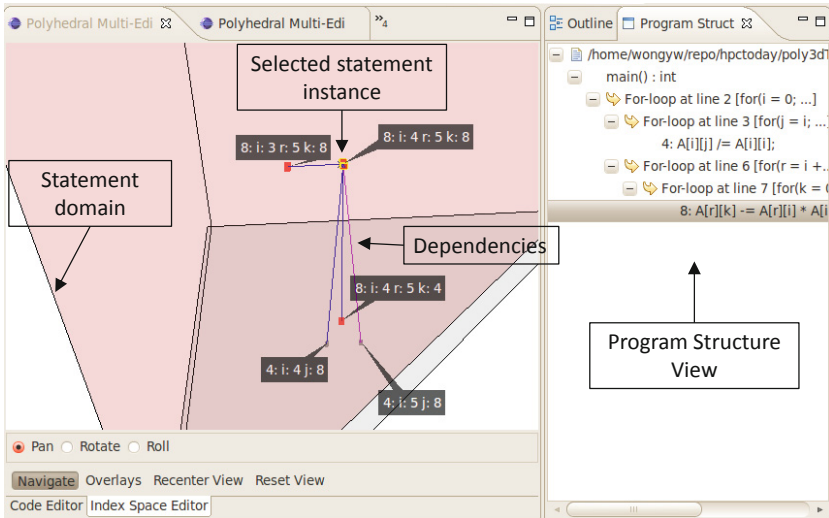 Polyhedral Multi-Edi
Polyhedral Multi-Edi
»4
Outline
Program Struct
Selected statement
instance
8: i: 3 r: 5 k: 8
8: i: 4 r: 5 k: 8
Statement
domain
Dependencies
8: i: 4 r: 5 k: 4
4: i: 4 j: 8
4: i: 5 j: 8
/home/wongyw/repo/hpctoday/poly3dT
main() : int
For-loop at line 2 [for(i = 0; ...]
For-loop at line 3 [for(j = i; ...]
4: A[i][j] /= A[i][i];
For-loop at line 6 [for(r = i +...
For-loop at line 7 [for(k = 0
8: A[r][k] -= A[r][i] * A[i
Program Structure
View
Pan Rotate Roll
Navigate Overlays Recenter View Reset View
Code Editor Index Space Editor